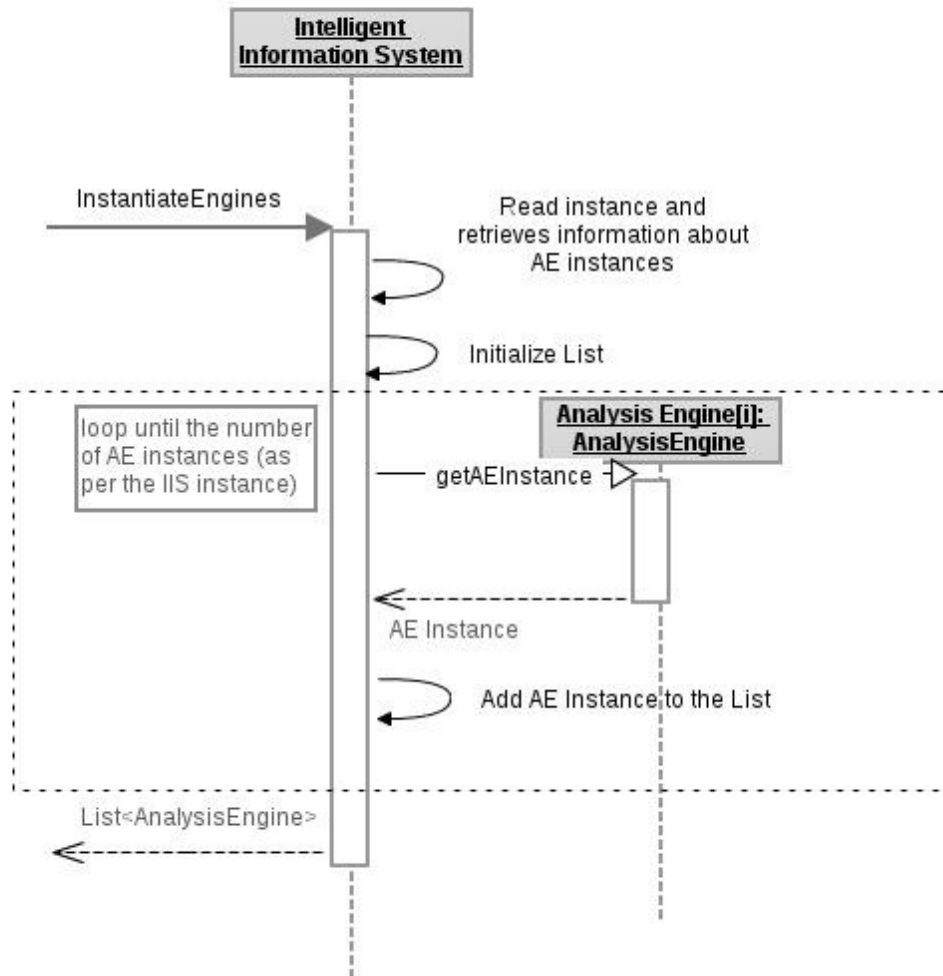 Intelligent
Information System
InstantiateEngines
Read instance and
retrieves information about
AE instances
Initialize List
loop until the number
of AE instances (as
per the IIS instance)
Analysis Engine[i]:
AnalysisEngine
getAEInstance
AE Instance
Add AE Instance to the List
List<AnalysisEngine>